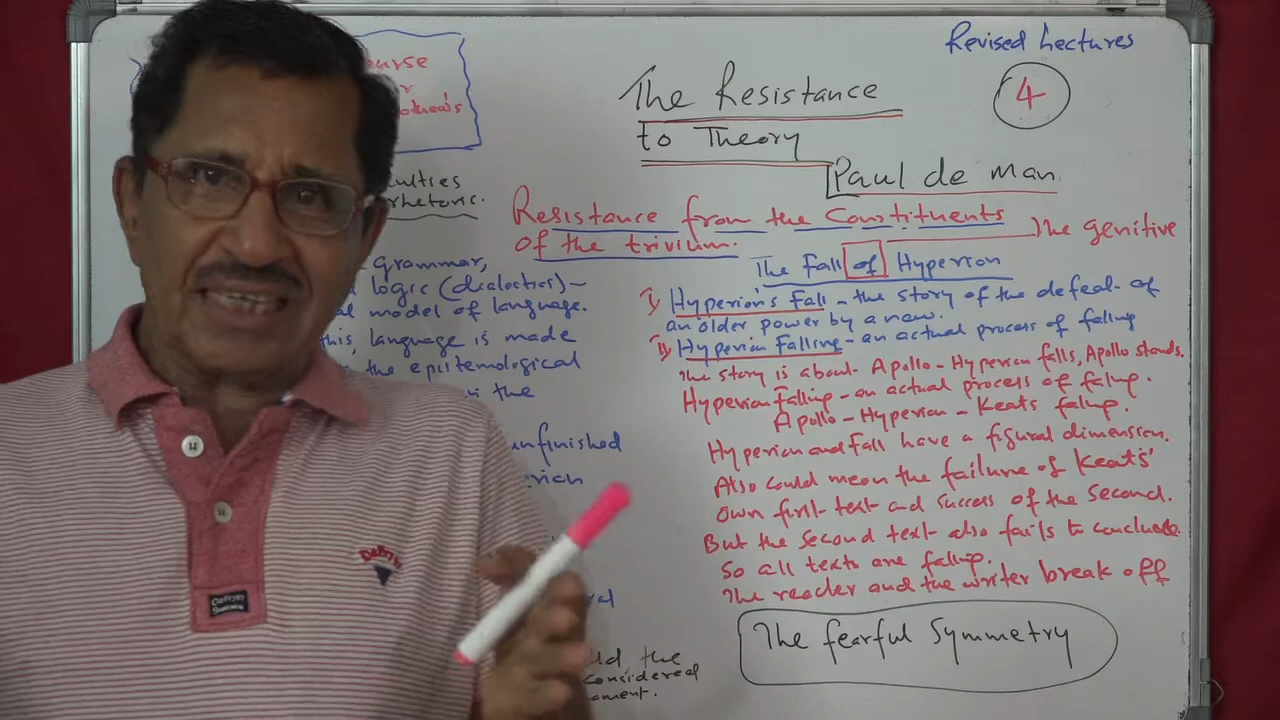 Revised Lectures
4
The Resistance
to Theory
Paul de man
rhetoric.
Resistance from the Constituents
of the trivium.
The genitive
The Fall of Hyperion
I, Hyperion's Fall - the story of the defeat of
an older power by a new.
II, Hyperion Falling - an actual process of falling
The story is about Apollo - Hyperion falls, Apollo stands.
Hyperion falling - an actual process of falling.
Apollo - Hyperion - Keats falling.
Hyperion and Fall have a figural dimension.
Also could mean the failure of Keats'
own first text and success of the second.
But the second text also fails to conclude.
So all texts are falling.
The reader and the writer break off
The fearful Symmetry
grammar,
logic (dialectics) -
model of language.
language is made
the epistemological
the
unfinished
the
considered